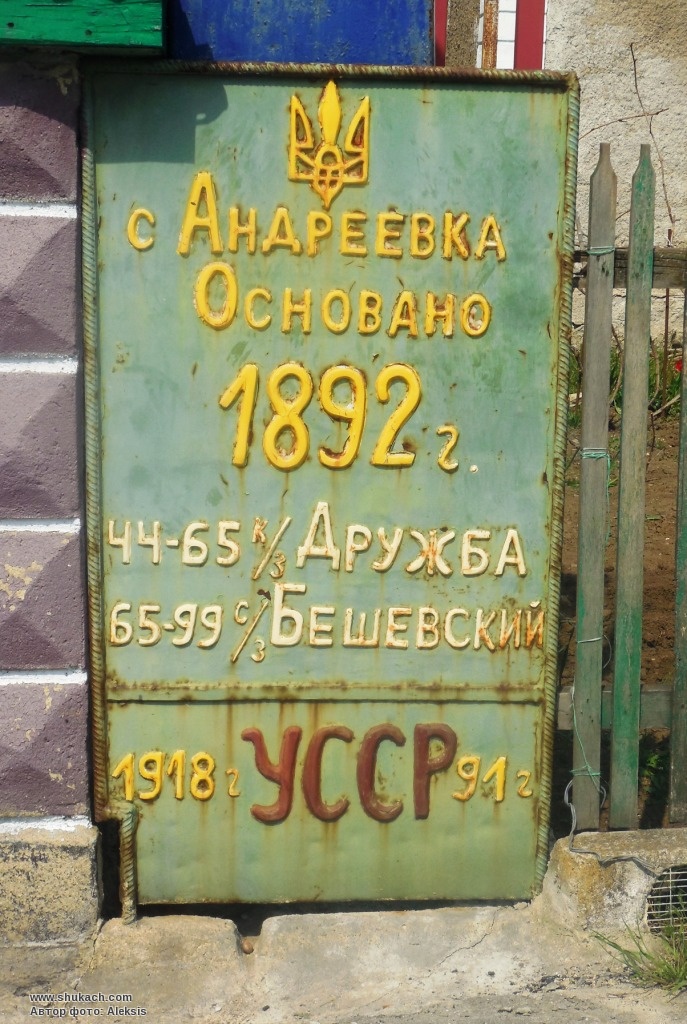 с Андреевка
Основано
1892 г.
44-65 к/з Дружба
65-99 с/з Бешевский
1918 г УССР 91 г
www.shukach.com
Автор фото: Aleksis